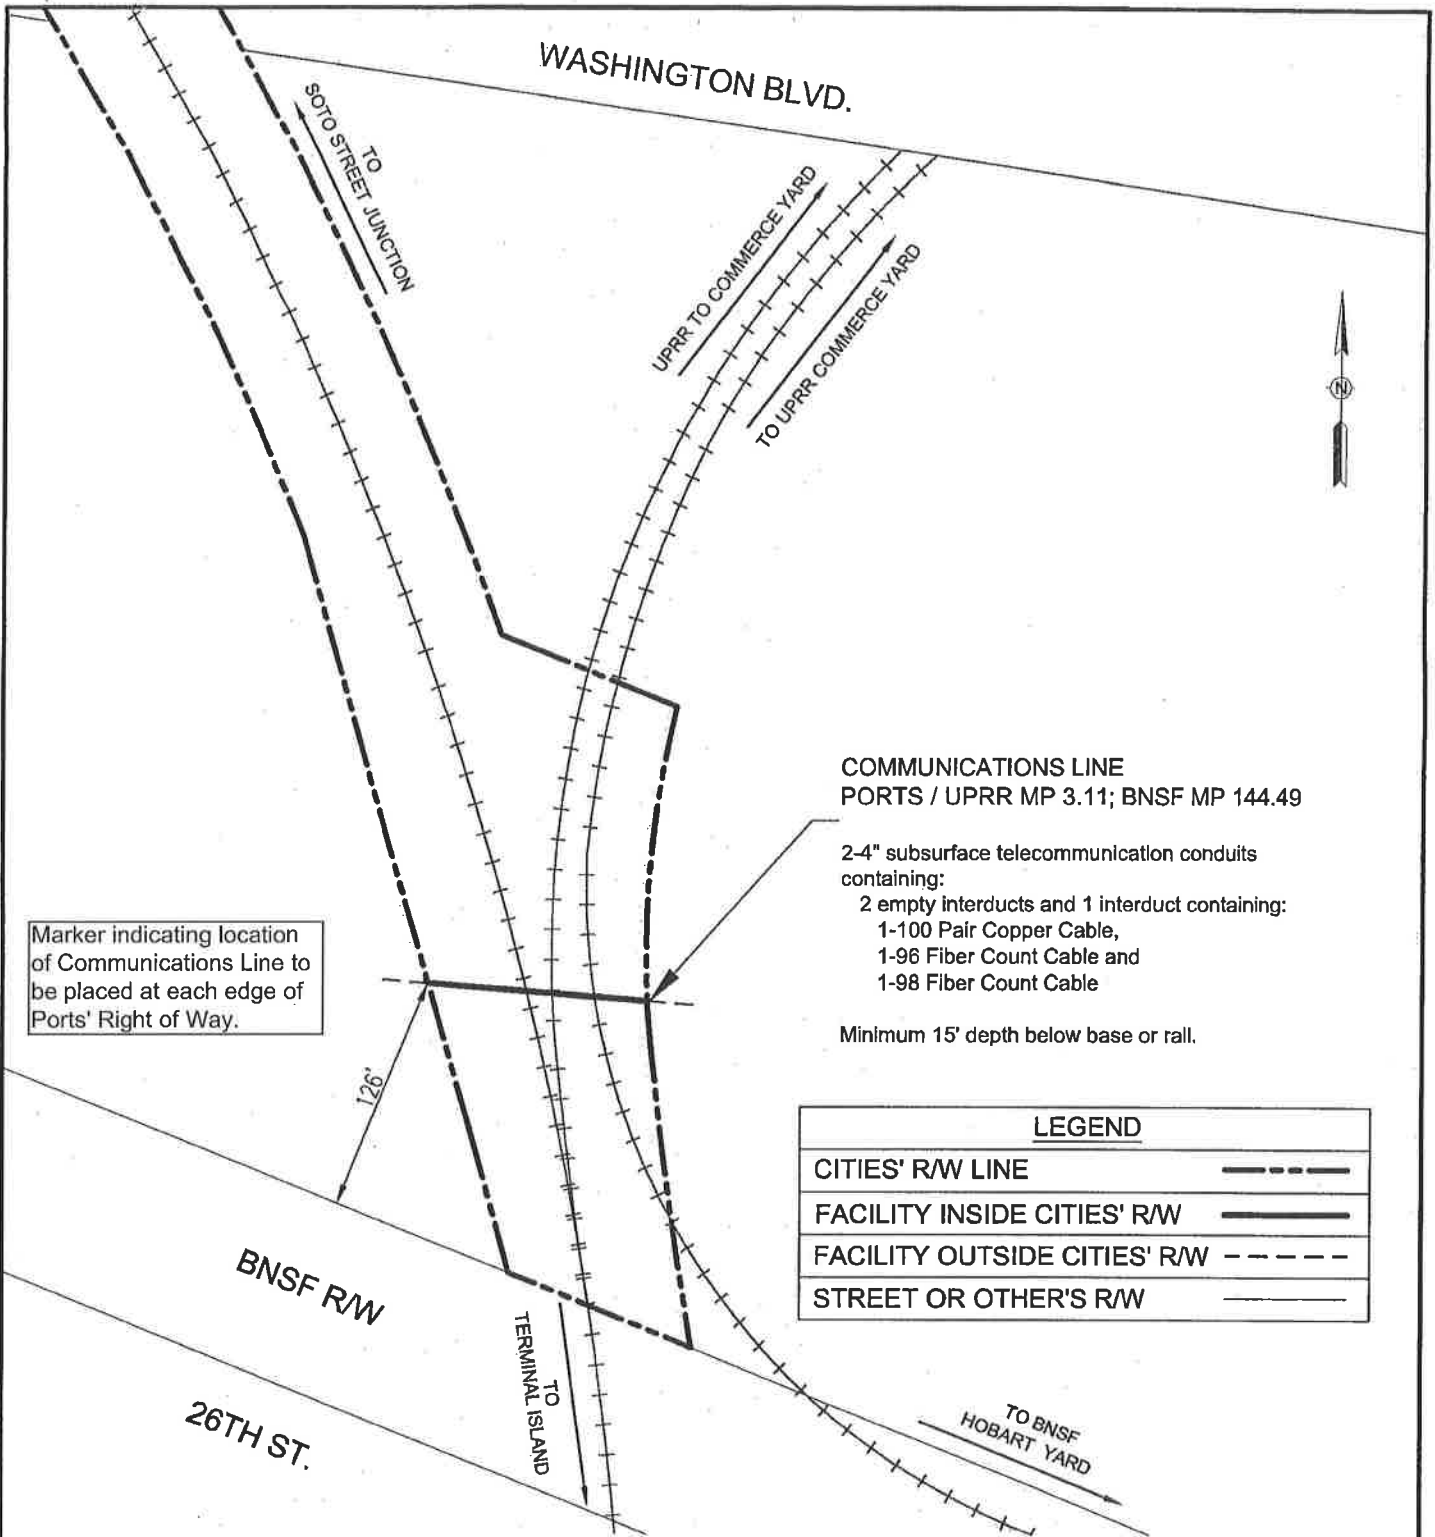 WASHINGTON BLVD.
TO
SOTO STREET JUNCTION
UPRR TO COMMERCE YARD
TO UPRR COMMERCE YARD
N
COMMUNICATIONS LINE
PORTS / UPRR MP 3.11; BNSF MP 144.49
2-4" subsurface telecommunication conduits
containing:
2 empty interducts and 1 interduct containing:
1-100 Pair Copper Cable,
1-96 Fiber Count Cable and
1-98 Fiber Count Cable
Minimum 15' depth below base or rail.
Marker indicating location
of Communications Line to
be placed at each edge of
Ports' Right of Way.
126'
LEGEND
CITIES' R/W LINE
FACILITY INSIDE CITIES' R/W
FACILITY OUTSIDE CITIES' R/W
STREET OR OTHER'S R/W
BNSF R/W
26TH ST.
TO
TERMINAL ISLAND
TO BNSF
HOBART YARD